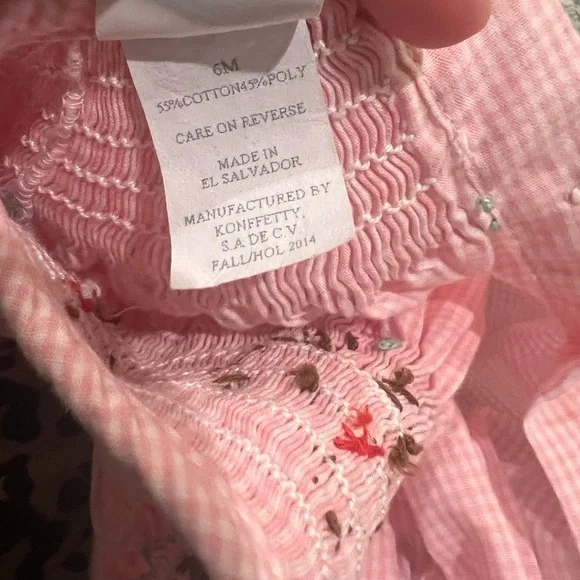 6M
55%COTTON45%POLY
CARE ON REVERSE
MADE IN
EL SALVADOR
MANUFACTURED BY
KONFFETTY,
S.A DE C.V
FALL/HOL 2014